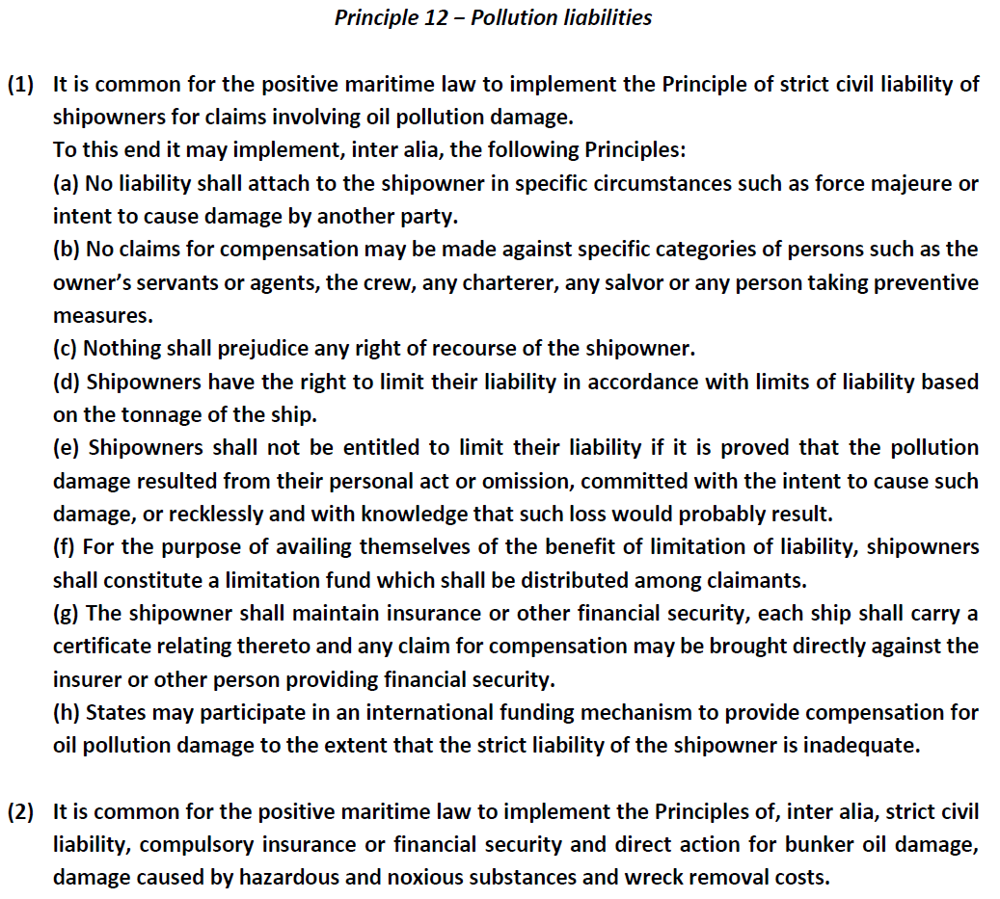 Principle 12 – Pollution liabilities
(1) It is common for the positive maritime law to implement the Principle of strict civil liability of
shipowners for claims involving oil pollution damage.
To this end it may implement, inter alia, the following Principles:
(a) No liability shall attach to the shipowner in specific circumstances such as force majeure or
intent to cause damage by another party.
(b) No claims for compensation may be made against specific categories of persons such as the
owner’s servants or agents, the crew, any charterer, any salvor or any person taking preventive
measures.
(c) Nothing shall prejudice any right of recourse of the shipowner.
(d) Shipowners have the right to limit their liability in accordance with limits of liability based
on the tonnage of the ship.
(e) Shipowners shall not be entitled to limit their liability if it is proved that the pollution
damage resulted from their personal act or omission, committed with the intent to cause such
damage, or recklessly and with knowledge that such loss would probably result.
(f) For the purpose of availing themselves of the benefit of limitation of liability, shipowners
shall constitute a limitation fund which shall be distributed among claimants.
(g) The shipowner shall maintain insurance or other financial security, each ship shall carry a
certificate relating thereto and any claim for compensation may be brought directly against the
insurer or other person providing financial security.
(h) States may participate in an international funding mechanism to provide compensation for
oil pollution damage to the extent that the strict liability of the shipowner is inadequate.
(2) It is common for the positive maritime law to implement the Principles of, inter alia, strict civil
liability, compulsory insurance or financial security and direct action for bunker oil damage,
damage caused by hazardous and noxious substances and wreck removal costs.